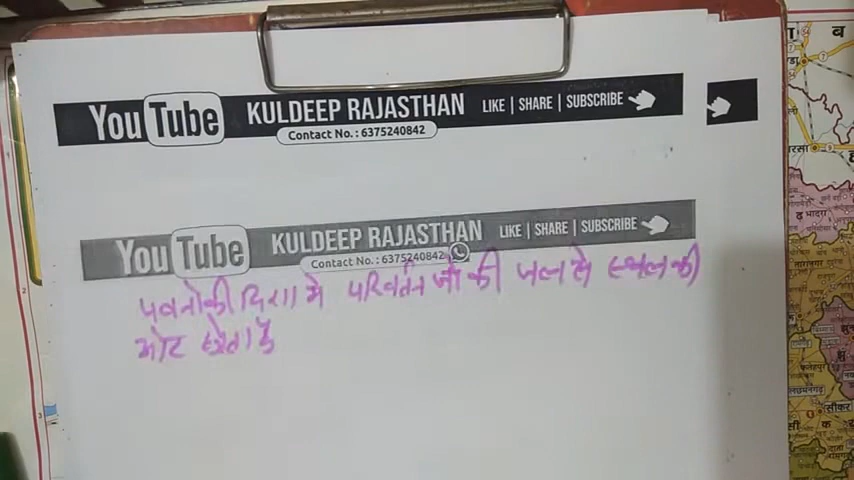 YouTube KULDEEP RAJASTHAN LIKE | SHARE | SUBSCRIBE
Contact No. : 6375240842
YouTube KULDEEP RAJASTHAN LIKE | SHARE | SUBSCRIBE
Contact No. : 6375240842
पवनो की दिशा मे परिवर्तन जो की जल से स्थल की
ओर होता है
ब
सीकर